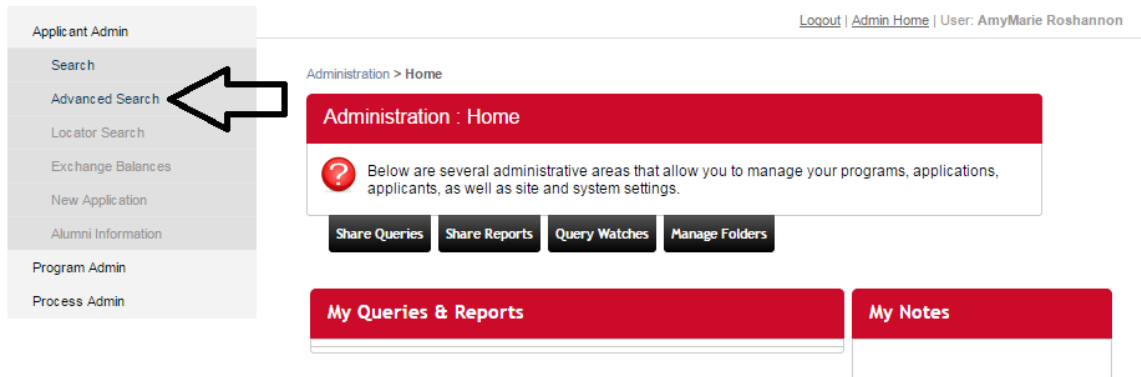 Logout | Admin Home | User: AmyMarie Roshannon
Applicant Admin
Search
Advanced Search
Locator Search
Exchange Balances
New Application
Alumni Information
Program Admin
Process Admin
Administration > Home
Administration : Home
?
Below are several administrative areas that allow you to manage your programs, applications,
applicants, as well as site and system settings.
Share Queries Share Reports Query Watches Manage Folders
My Queries & Reports
My Notes